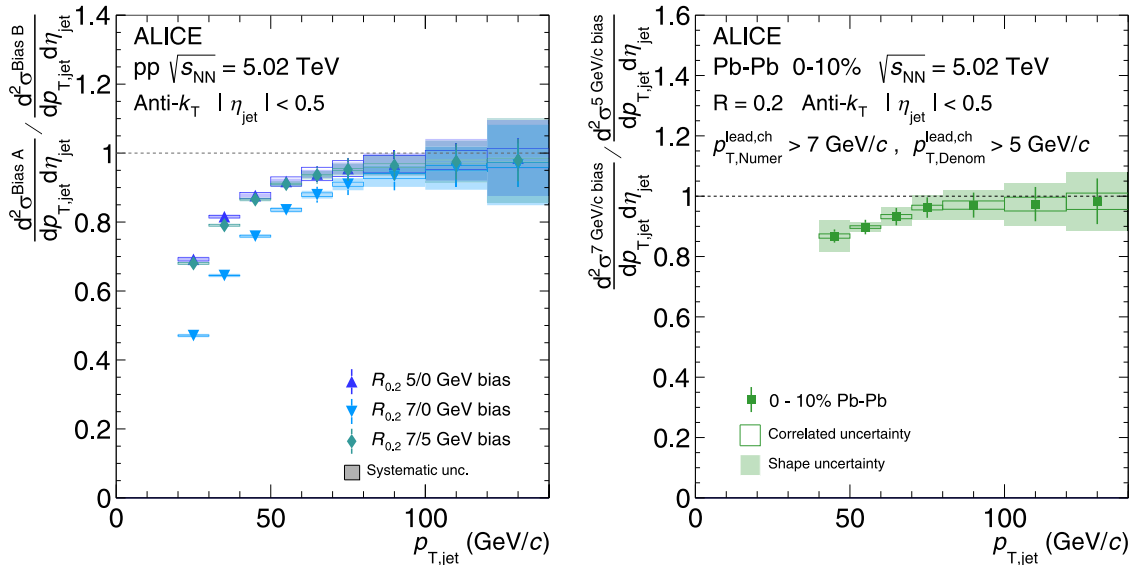 d²σ^Bias A / dp_T,jet dη_jet / d²σ^Bias B / dp_T,jet dη_jet
1.4
1.2
1
0.8
0.6
0.4
0.2
0
ALICE
pp √s_NN = 5.02 TeV
Anti-k_T | η_jet | < 0.5
R_0.2 5/0 GeV bias
R_0.2 7/0 GeV bias
R_0.2 7/5 GeV bias
Systematic unc.
0 50 100
p_T,jet (GeV/c)
d²σ^7 GeV/c bias / dp_T,jet dη_jet / d²σ^5 GeV/c bias / dp_T,jet dη_jet
1.6
1.4
1.2
1
0.8
0.6
0.4
0.2
0
ALICE
Pb-Pb 0-10% √s_NN = 5.02 TeV
R = 0.2 Anti-k_T | η_jet | < 0.5
p_T,Numer^lead,ch > 7 GeV/c , p_T,Denom^lead,ch > 5 GeV/c
0 - 10% Pb-Pb
Correlated uncertainty
Shape uncertainty
0 50 100
p_T,jet (GeV/c)